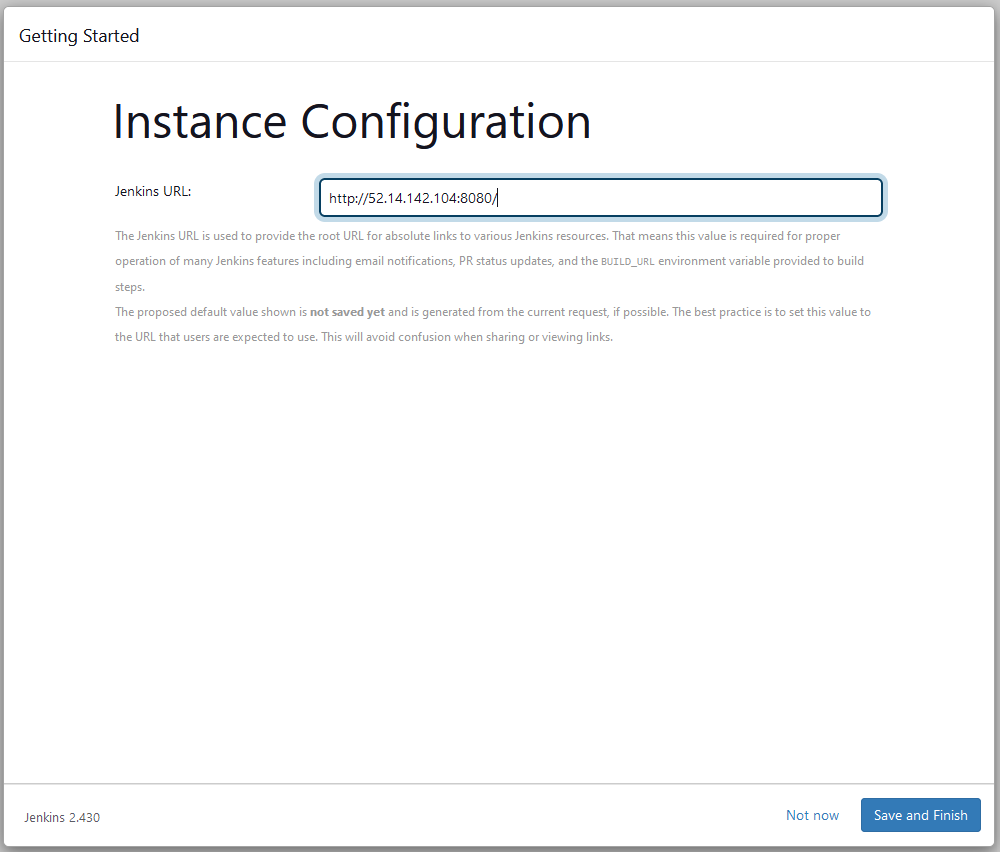 Getting Started
Instance Configuration
Jenkins URL:
http://52.14.142.104:8080/
The Jenkins URL is used to provide the root URL for absolute links to various Jenkins resources. That means this value is required for proper
operation of many Jenkins features including email notifications, PR status updates, and the BUILD_URL environment variable provided to build
steps.
The proposed default value shown is not saved yet and is generated from the current request, if possible. The best practice is to set this value to
the URL that users are expected to use. This will avoid confusion when sharing or viewing links.
Jenkins 2.430
Not now
Save and Finish